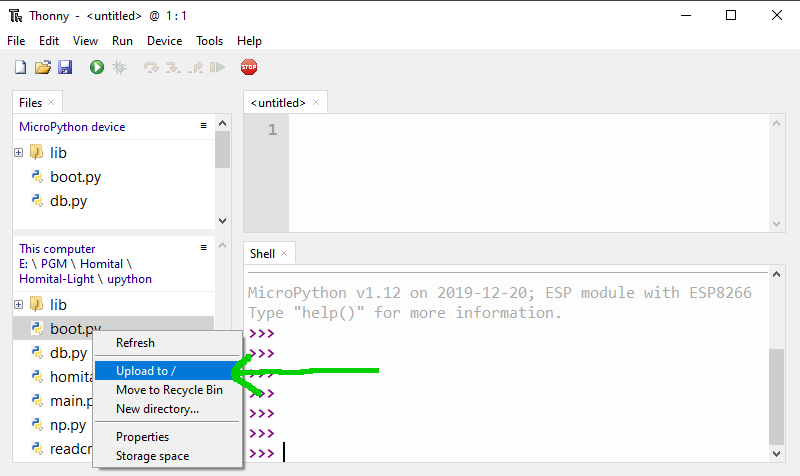 Thonny - <untitled> @ 1 : 1
File Edit View Run Device Tools Help
STOP
Files
MicroPython device
lib
boot.py
db.py
This computer
E: \ PGM \ Homital \
Homital-Light \ upython
lib
boot.py
db.py
homita
main.p
np.py
readcr
Refresh
Upload to /
Move to Recycle Bin
New directory...
Properties
Storage space
<untitled>
1
Shell
MicroPython v1.12 on 2019-12-20; ESP module with ESP8266
Type "help()" for more information.
>>>
>>>
>>>
>>>
>>>
>>>
>>>